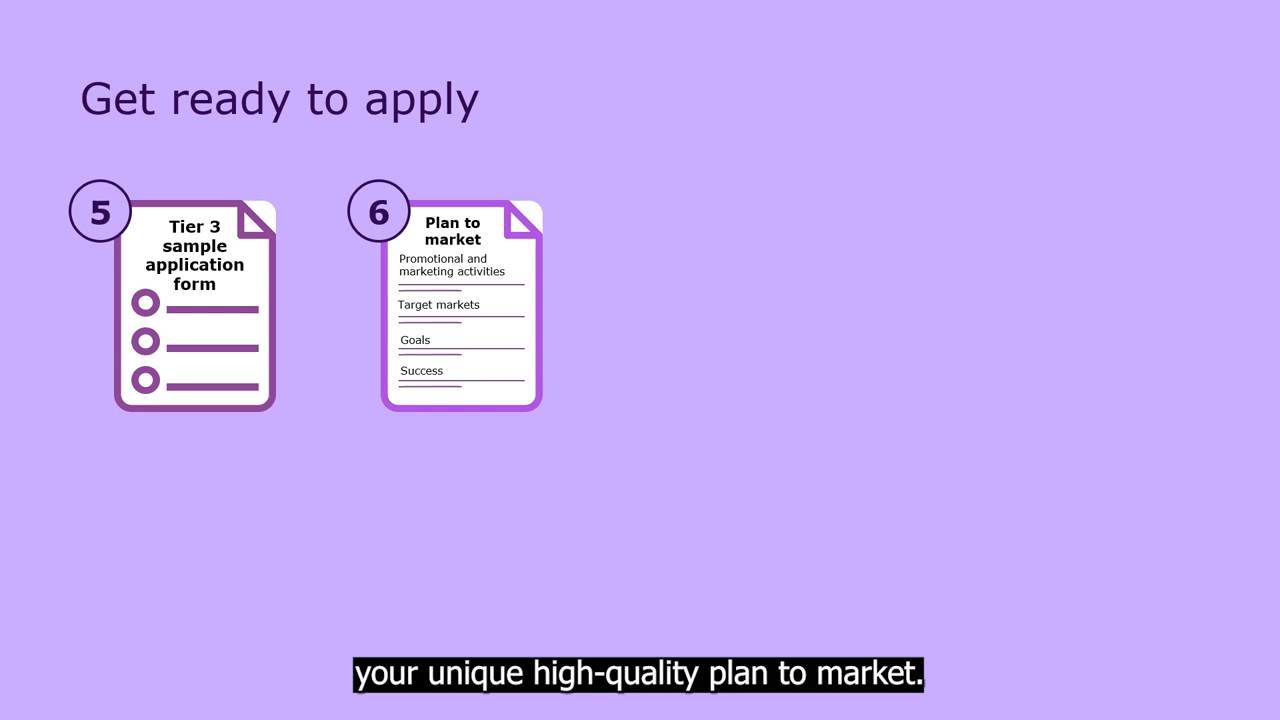 Get ready to apply
5
Tier 3
sample
application
form
6
Plan to
market
Promotional and
marketing activities
Target markets
Goals
Success
your unique high-quality plan to market.